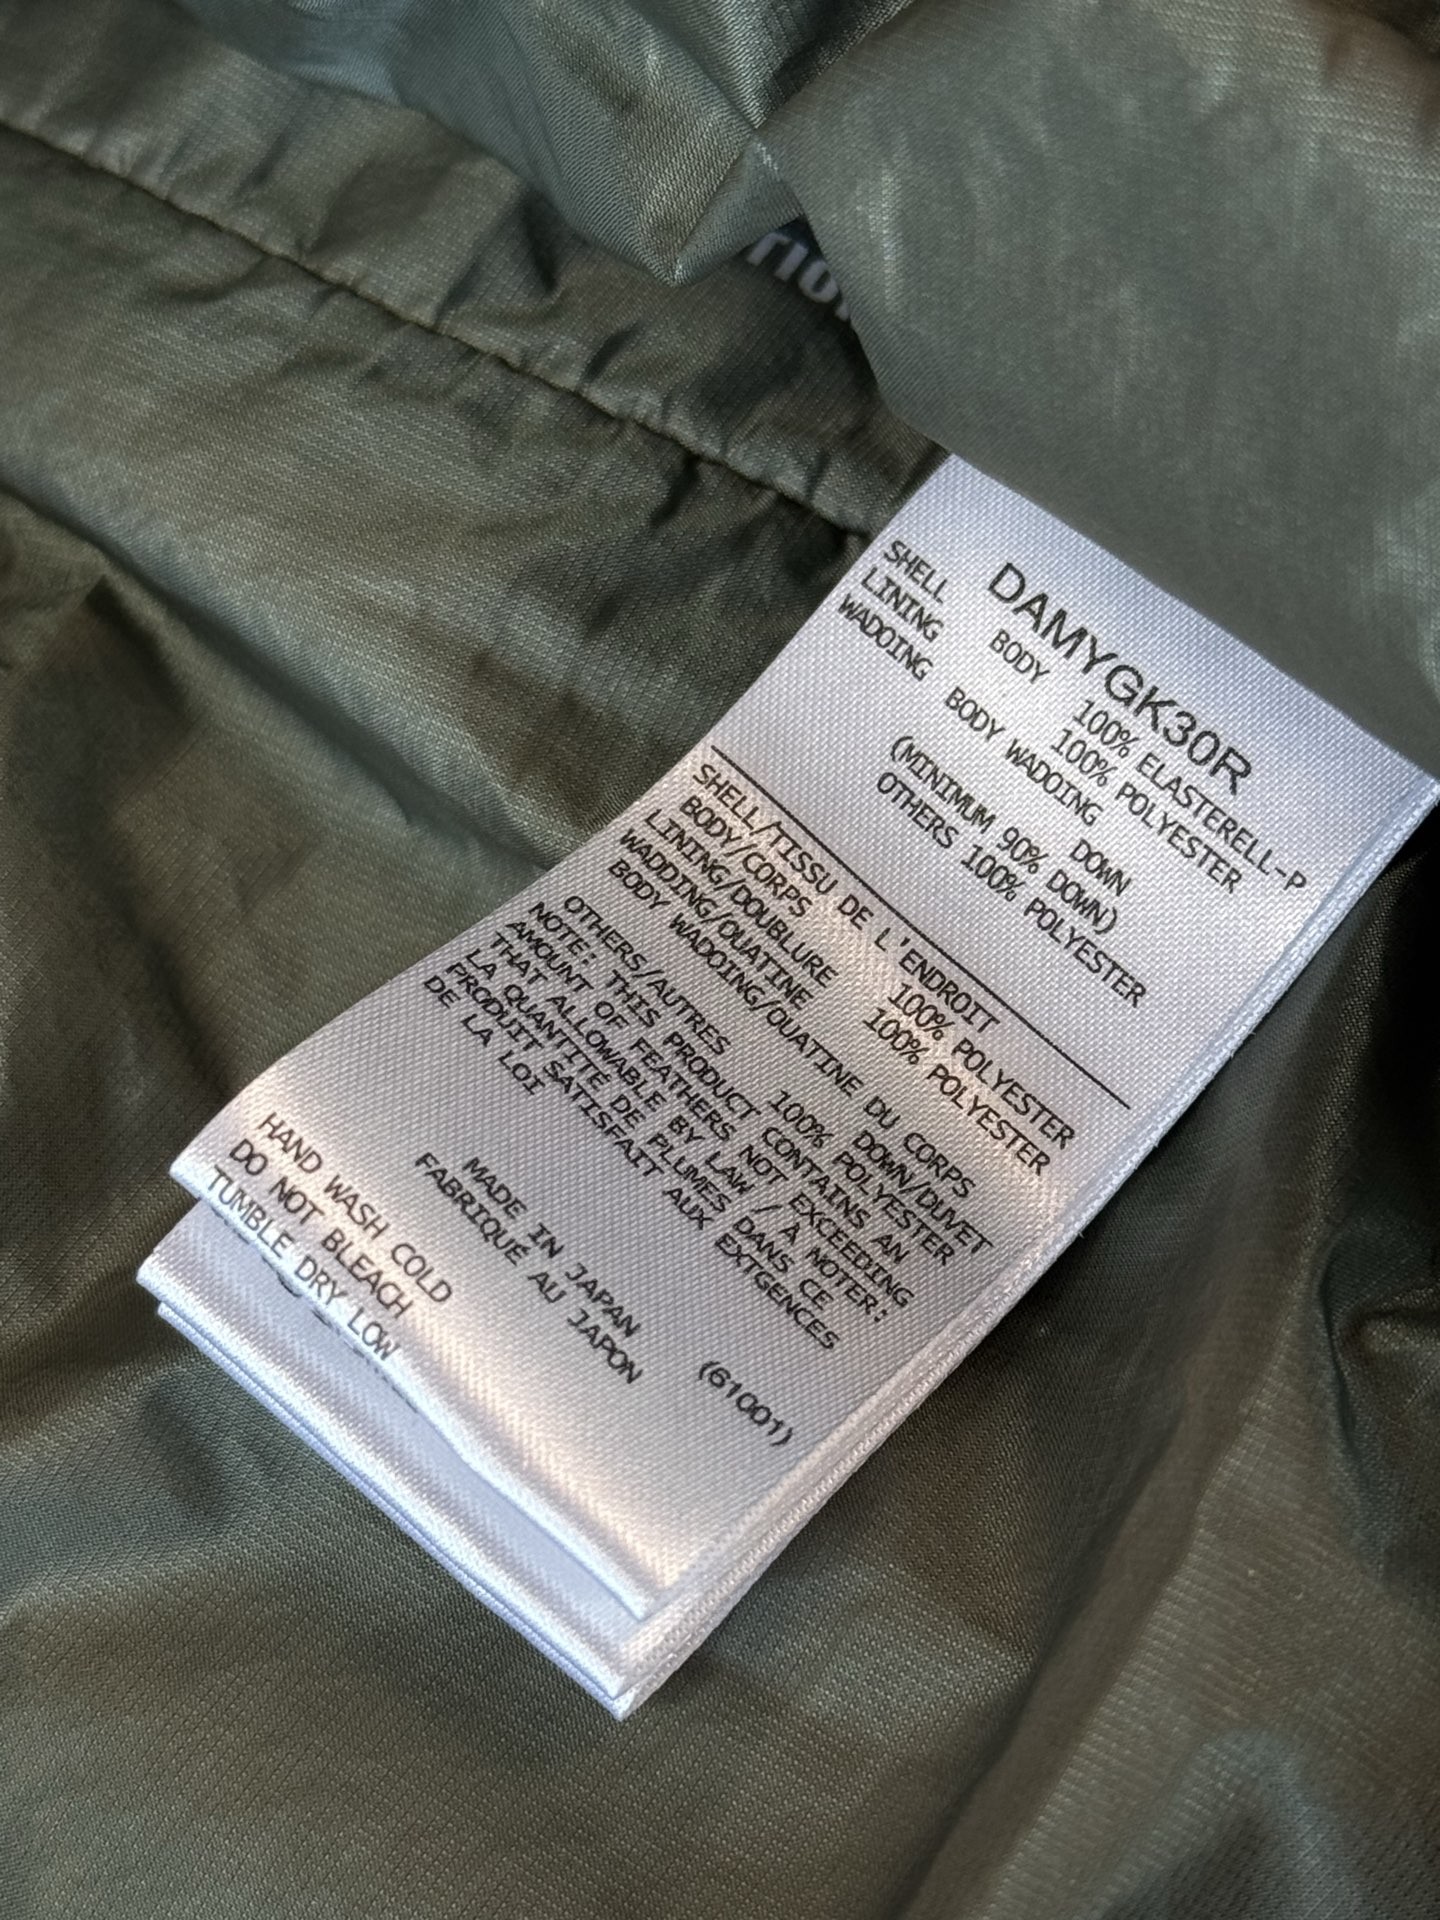 DAMYGK30R
SHELL BODY 100% ELASTERELL-P
LINING 100% POLYESTER
WADDING BODY WADDING DOWN
(MINIMUM 90% DOWN)
OTHERS 100% POLYESTER
SHELL/TISSU DE L'ENDROIT
BODY/CORPS 100% POLYESTER
LINING/DOUBLURE 100% POLYESTER
WADDING/OUATINE
BODY WADDING/OUATINE DU CORPS
DOWN/DUVET
OTHERS/AUTRES 100% POLYESTER
NOTE: THIS PRODUCT CONTAINS AN
AMOUNT OF FEATHERS NOT EXCEEDING
THAT ALLOWABLE BY LAW / À NOTER:
LA QUANTITÉ DE PLUMES DANS CE
PRODUIT SATISFAIT AUX EXTGENCES
DE LA LOI
MADE IN JAPAN
FABRIQUÉ AU JAPON
(61001)
HAND WASH COLD
DO NOT BLEACH
TUMBLE DRY LOW